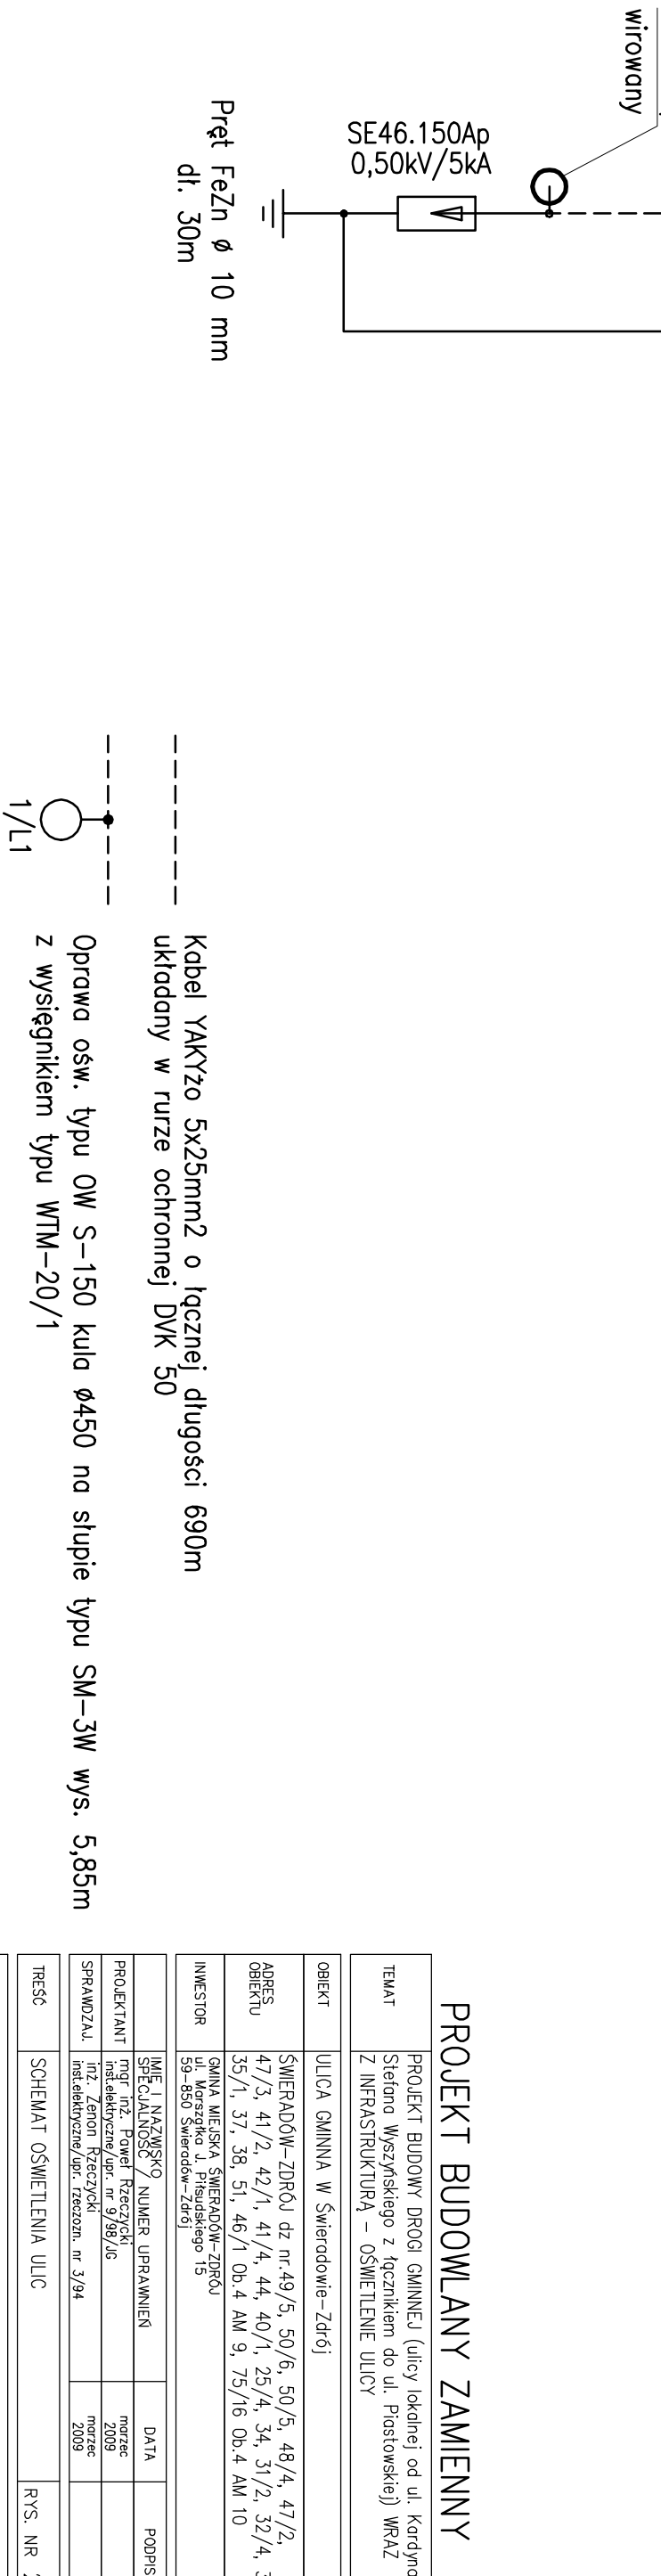 wirowany
SE46.150Ap
0,50kV/5kA
Pręt FeZn ø 10 mm
dł. 30m
Kabel YAKYżo 5x25mm2 o łącznej długości 690m
układany w rurze ochronnej DVK 50
1/L1
Oprawa ośw. typu OW S-150 kula ø450 na słupie typu SM-3W wys. 5,85m
z wysięgnikiem typu WTM-20/1
PROJEKT BUDOWLANY ZAMIENNY
TEMAT
PROJEKT BUDOWY DROGI GMINNEJ (ulicy lokalnej od ul. Kardyna
Stefana Wyszyńskiego z łącznikiem do ul. Piastowskiej) WRAZ
Z INFRASTRUKTURĄ - OŚWIETLENIE ULICY
OBIEKT
ULICA GMINNA W Świeradowie-Zdrój
ADRES
OBIEKTU
ŚWIERADÓW-ZDRÓJ dz nr.49/5, 50/6, 50/5, 48/4, 47/2,
47/3, 41/2, 42/1, 41/4, 44, 40/1, 25/4, 34, 31/2, 32/4,
35/1, 37, 38, 51, 46/1 Ob.4 AM 9, 75/16 Ob.4 AM 10
INWESTOR
GMINA MIEJSKA ŚWIERADÓW-ZDRÓJ
ul. Marszałka J. Piłsudskiego 15
59-850 Świeradów-Zdrój
IMIĘ I NAZWISKO
SPECJALNOŚĆ / NUMER UPRAWNIEŃ
DATA
PODPIS
PROJEKTANT
mgr inż. Paweł Rzeczycki
inst.elektryczne/upr. nr 9/98/JG
marzec
2009
SPRAWDZAJ.
inż. Zenon Rzeczycki
inst.elektryczne/upr. rzeczozn. nr 3/94
marzec
2009
TREŚĆ
SCHEMAT OŚWIETLENIA ULIC
RYS. NR